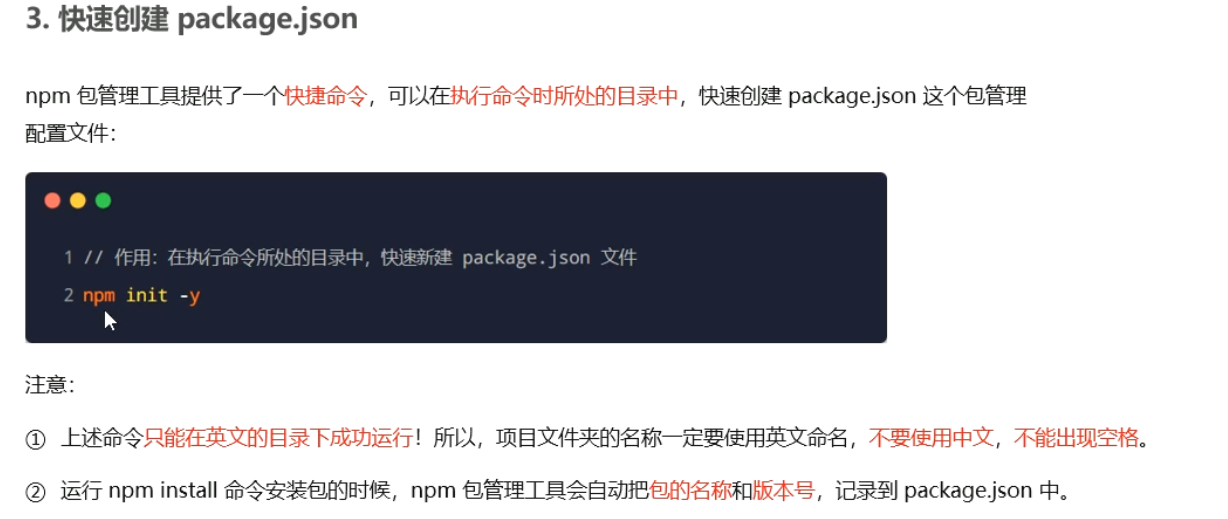 3. 快速创建 package.json
npm 包管理工具提供了一个快捷命令，可以在执行命令时所处的目录中，快速创建 package.json 这个包管理
配置文件：
1 // 作用：在执行命令所处的目录中，快速新建 package.json 文件
2 npm init -y
注意：
① 上述命令只能在英文的目录下成功运行！所以，项目文件夹的名称一定要使用英文命名，不要使用中文，不能出现空格。
② 运行 npm install 命令安装包的时候，npm 包管理工具会自动把包的名称和版本号，记录到 package.json 中。